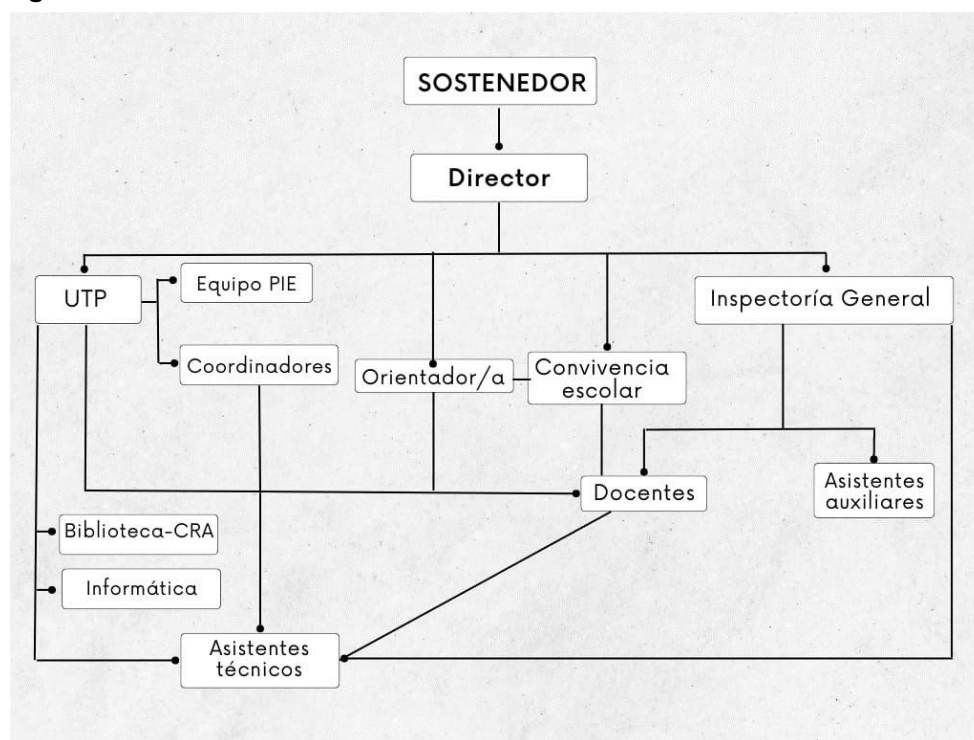 SOSTENEDOR
Director
UTP
Equipo PIE
Inspectoría General
Coordinadores
Orientador/a
Convivencia
escolar
Docentes
Asistentes
auxiliares
Biblioteca-CRA
Informática
Asistentes
técnicos